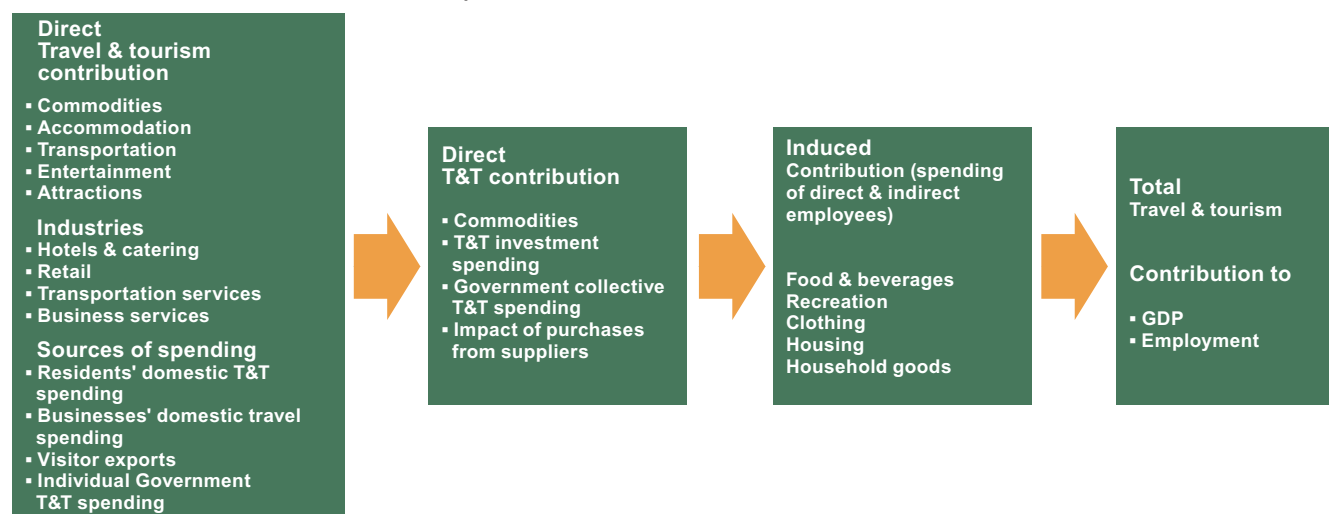 Direct
Travel & tourism
contribution
▪ Commodities
▪ Accommodation
▪ Transportation
▪ Entertainment
▪ Attractions
Industries
▪ Hotels & catering
▪ Retail
▪ Transportation services
▪ Business services
Sources of spending
▪ Residents' domestic T&T
spending
▪ Businesses' domestic travel
spending
▪ Visitor exports
▪ Individual Government
T&T spending
Direct
T&T contribution
▪ Commodities
▪ T&T investment
spending
▪ Government collective
T&T spending
▪ Impact of purchases
from suppliers
Induced
Contribution (spending
of direct & indirect
employees)
Food & beverages
Recreation
Clothing
Housing
Household goods
Total
Travel & tourism
Contribution to
▪ GDP
▪ Employment